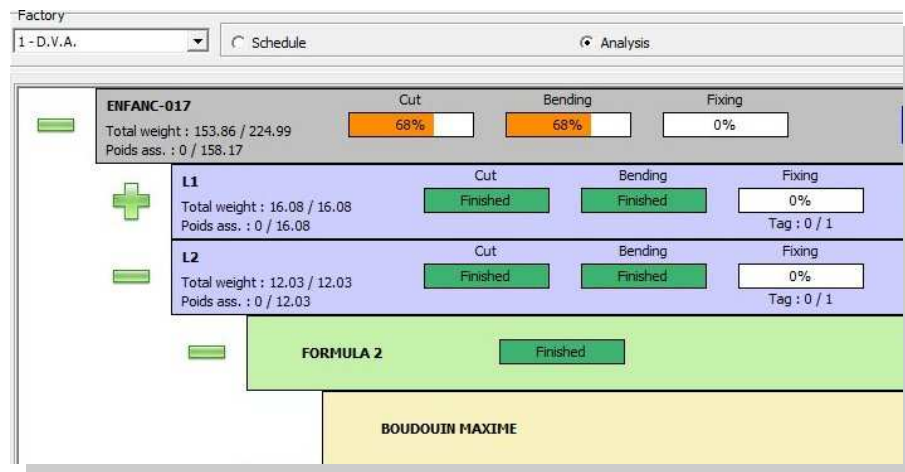 Factory
1 - D.V.A. Schedule Analysis
ENFANC-017 Cut Bending Fixing
Total weight : 153.86 / 224.99 68% 68% 0%
Poids ass. : 0 / 158.17
L1 Cut Bending Fixing
Total weight : 16.08 / 16.08 Finished Finished 0%
Poids ass. : 0 / 16.08 Tag : 0 / 1
L2 Cut Bending Fixing
Total weight : 12.03 / 12.03 Finished Finished 0%
Poids ass. : 0 / 12.03 Tag : 0 / 1
FORMULA 2 Finished
BOUDOUIN MAXIME